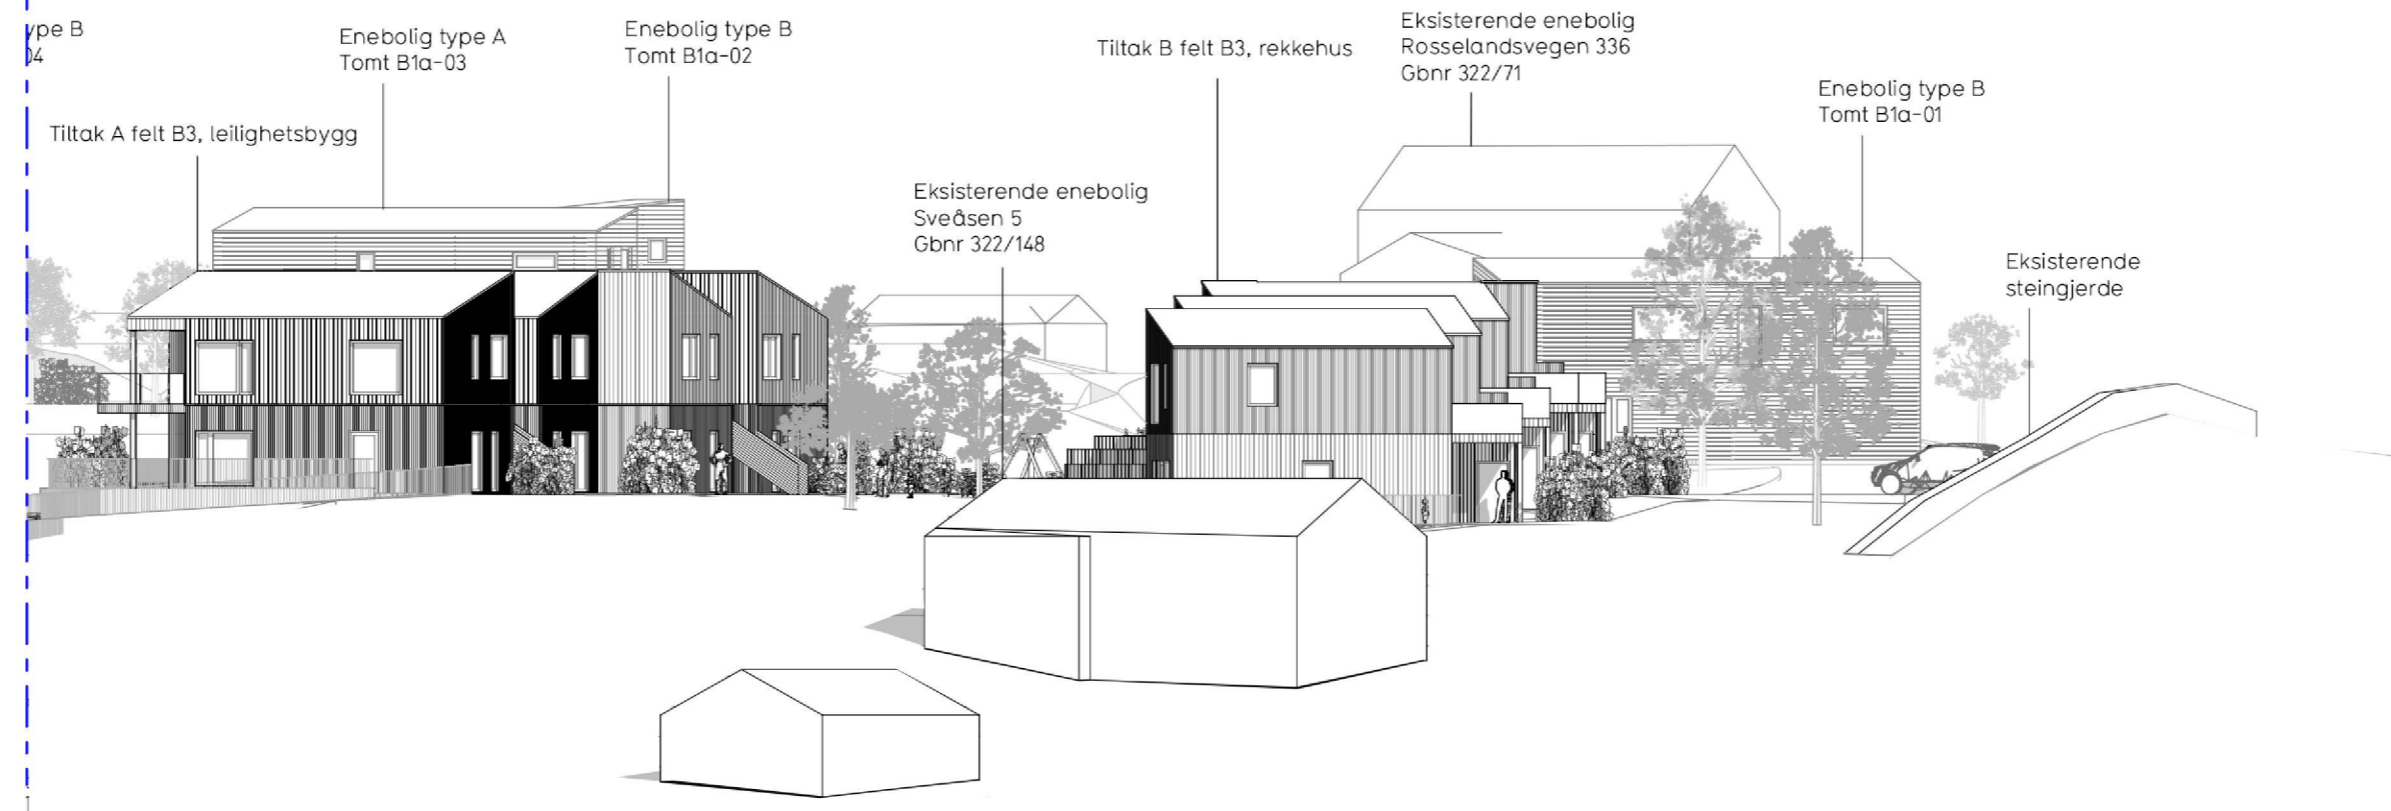 ype B
04
Enebolig type A
Tomt B1a-03
Enebolig type B
Tomt B1a-02
Tiltak A felt B3, leilighetsbygg
Eksisterende enebolig
Sveåsen 5
Gbnr 322/148
Tiltak B felt B3, rekkehus
Eksisterende enebolig
Rosselandsvegen 336
Gbnr 322/71
Enebolig type B
Tomt B1a-01
Eksisterende
steingjerde